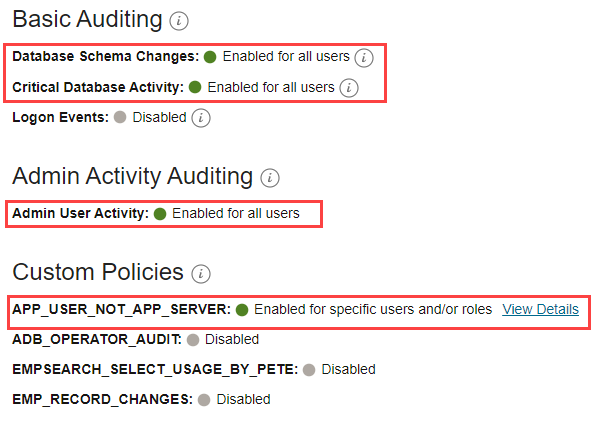 Basic Auditing i
Database Schema Changes: Enabled for all users i
Critical Database Activity: Enabled for all users i
Logon Events: Disabled i
Admin Activity Auditing i
Admin User Activity: Enabled for all users
Custom Policies i
APP_USER_NOT_APP_SERVER: Enabled for specific users and/or roles View Details
ADB_OPERATOR_AUDIT: Disabled
EMPSEARCH_SELECT_USAGE_BY_PETE: Disabled
EMP_RECORD_CHANGES: Disabled